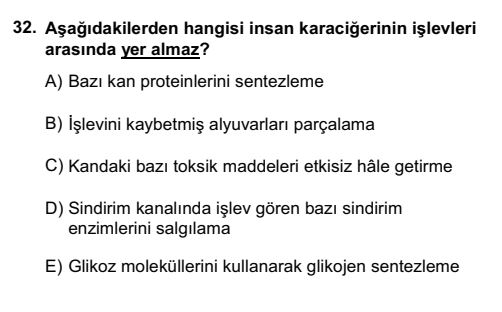 32. Aşağıdakilerden hangisi insan karaciğerinin işlevleri
arasında yer almaz?
A) Bazı kan proteinlerini sentezleme
B) İşlevini kaybetmiş alyuvarları parçalama
C) Kandaki bazı toksik maddeleri etkisiz hâle getirme
D) Sindirim kanalında işlev gören bazı sindirim
enzimlerini salgılama
E) Glikoz moleküllerini kullanarak glikojen sentezleme